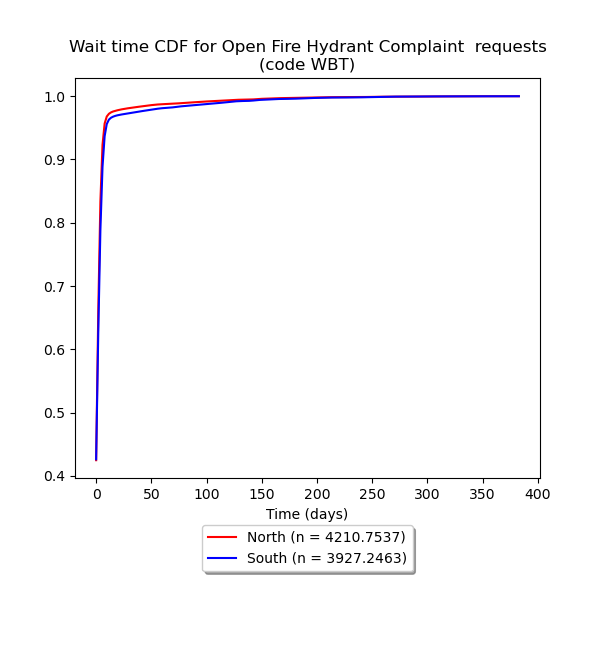 Wait time CDF for Open Fire Hydrant Complaint  requests
(code WBT)
1.0
0.9
0.8
0.7
0.6
0.5
0.4
0 50 100 150 200 250 300 350 400
Time (days)
North (n = 4210.7537)
South (n = 3927.2463)